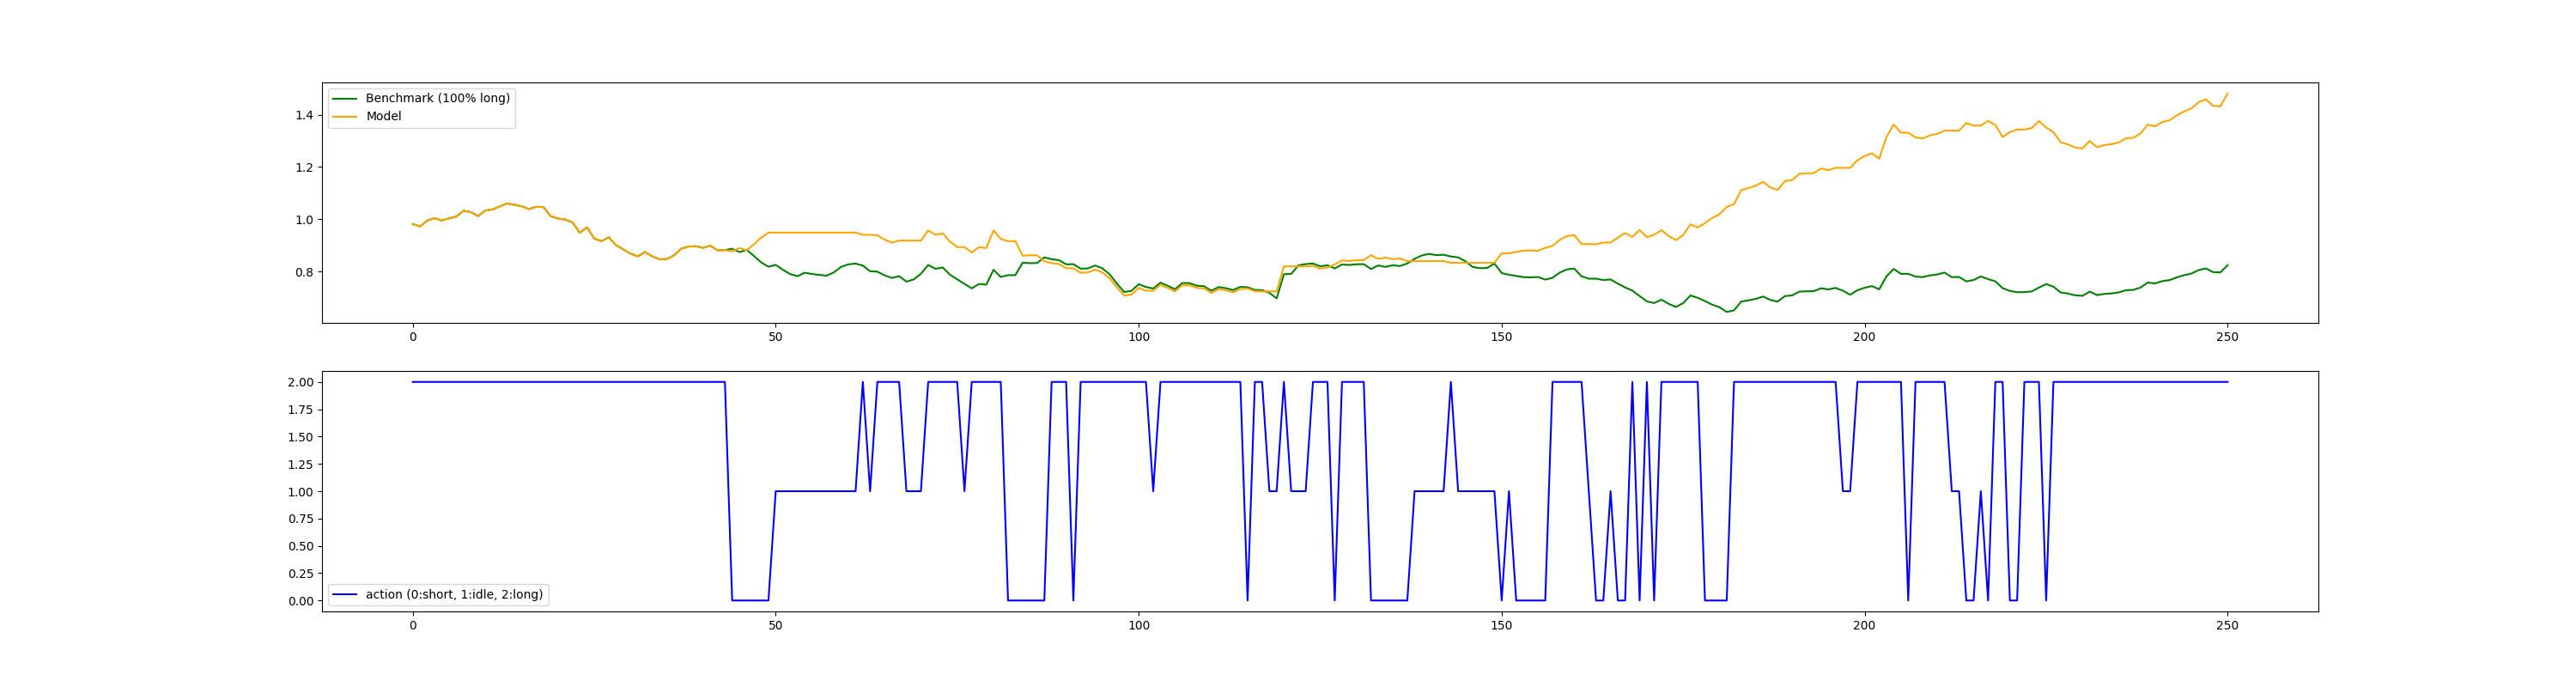 Benchmark (100% long)
Model
1.4
1.2
1.0
0.8
0 50 100 150 200 250
2.00
1.75
1.50
1.25
1.00
0.75
0.50
0.25
0.00
action (0:short, 1:idle, 2:long)
0 50 100 150 200 250